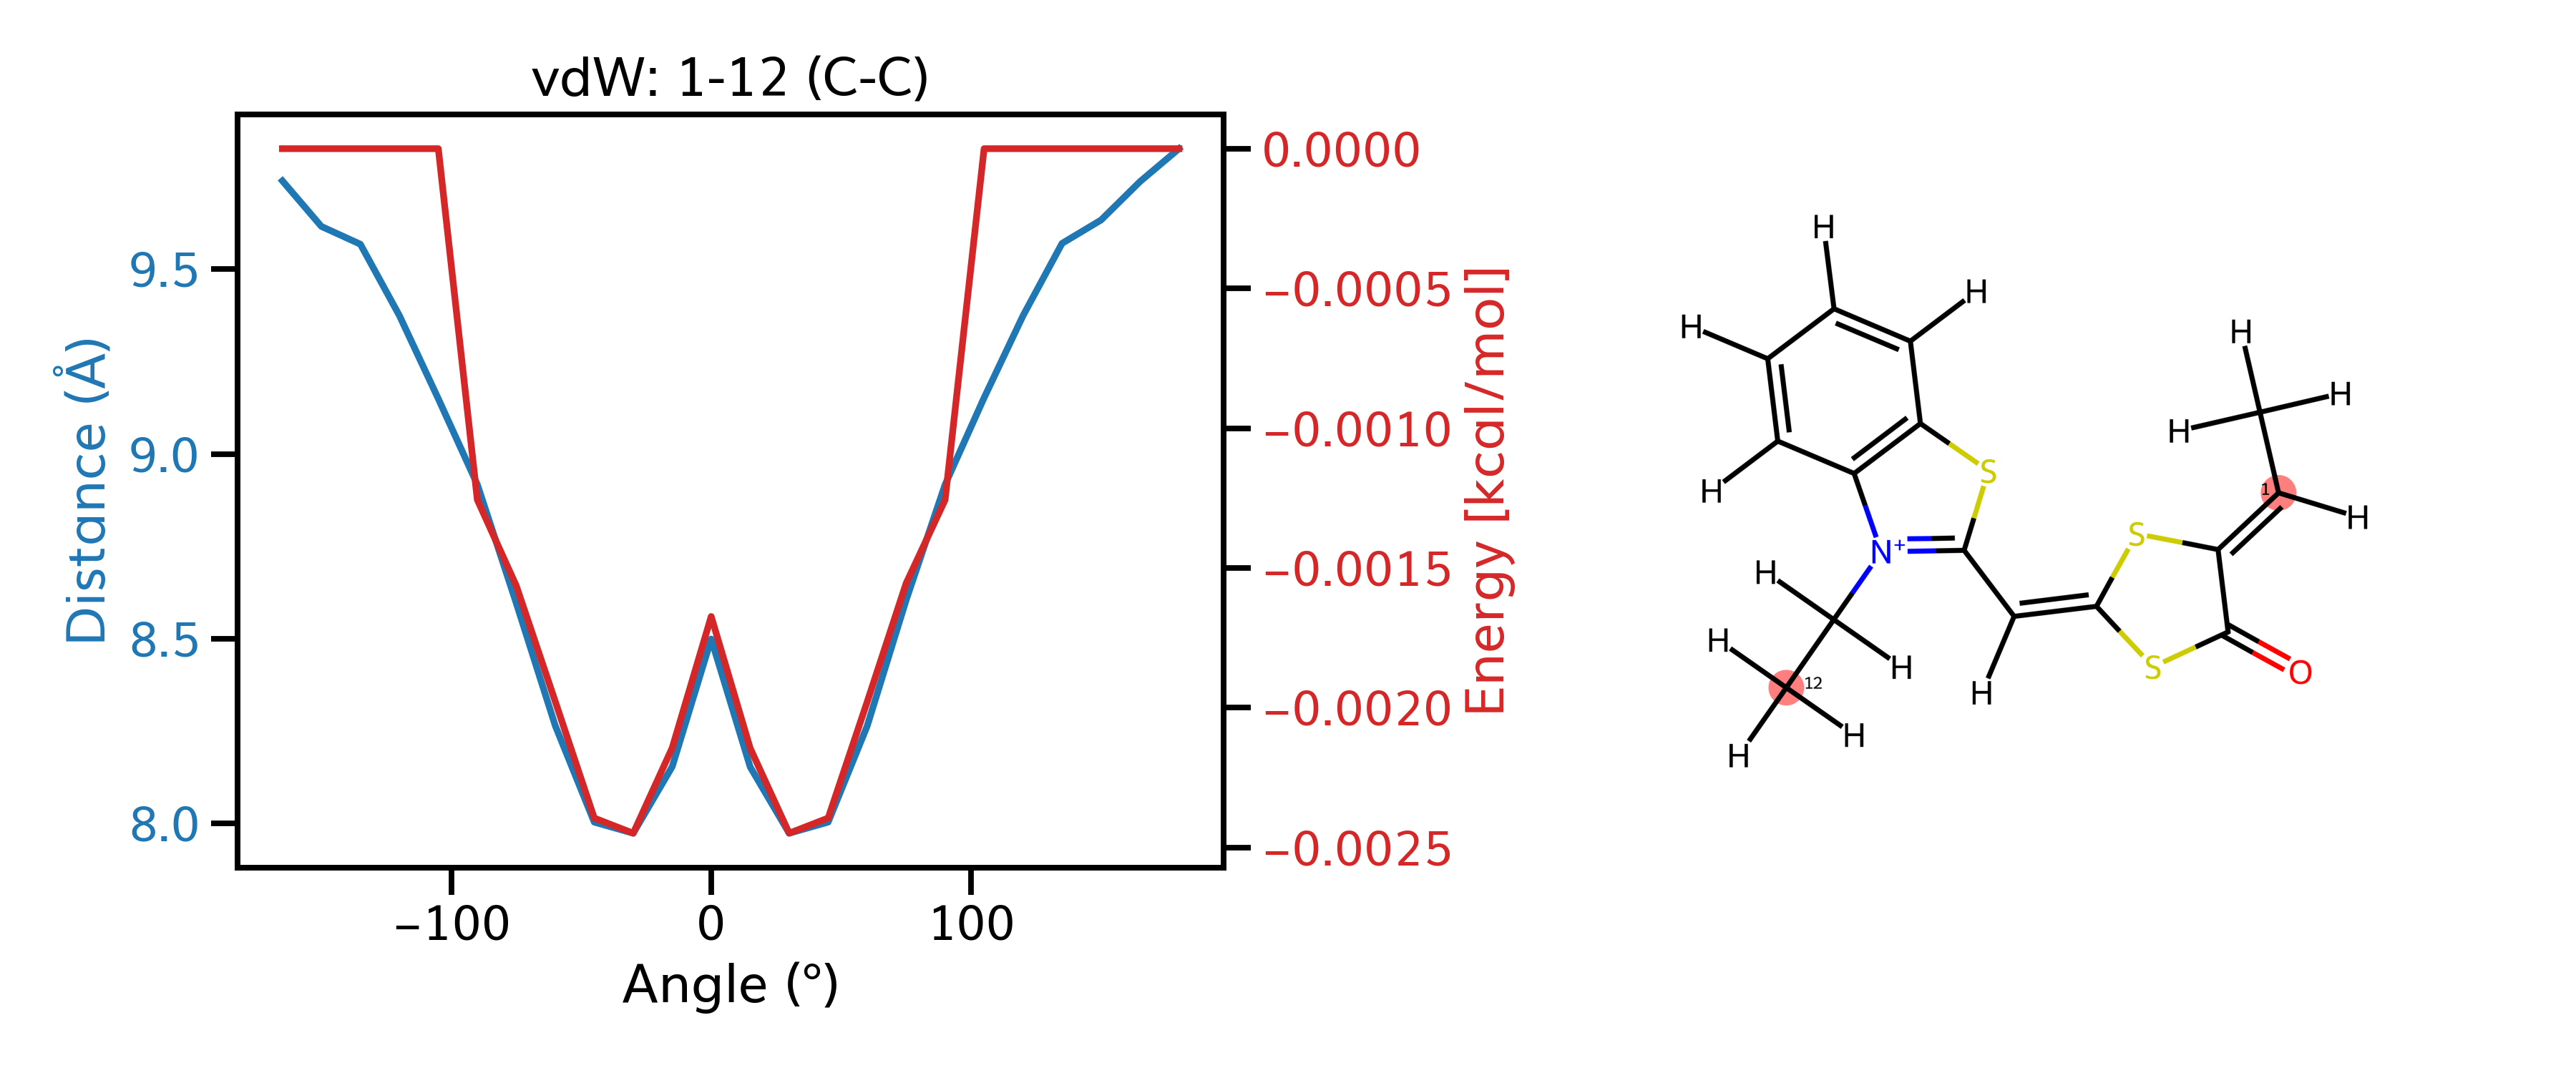 vdW: 1-12 (C-C)
Distance (Å)
9.5
9.0
8.5
8.0
−100
0
100
Angle (°)
0.0000
−0.0005
−0.0010
−0.0015
−0.0020
−0.0025
Energy [kcal/mol]
H
H
H
H
H
H
H
S
1
H
H
S
N+
H
H
H
S
O
12
H
H
H